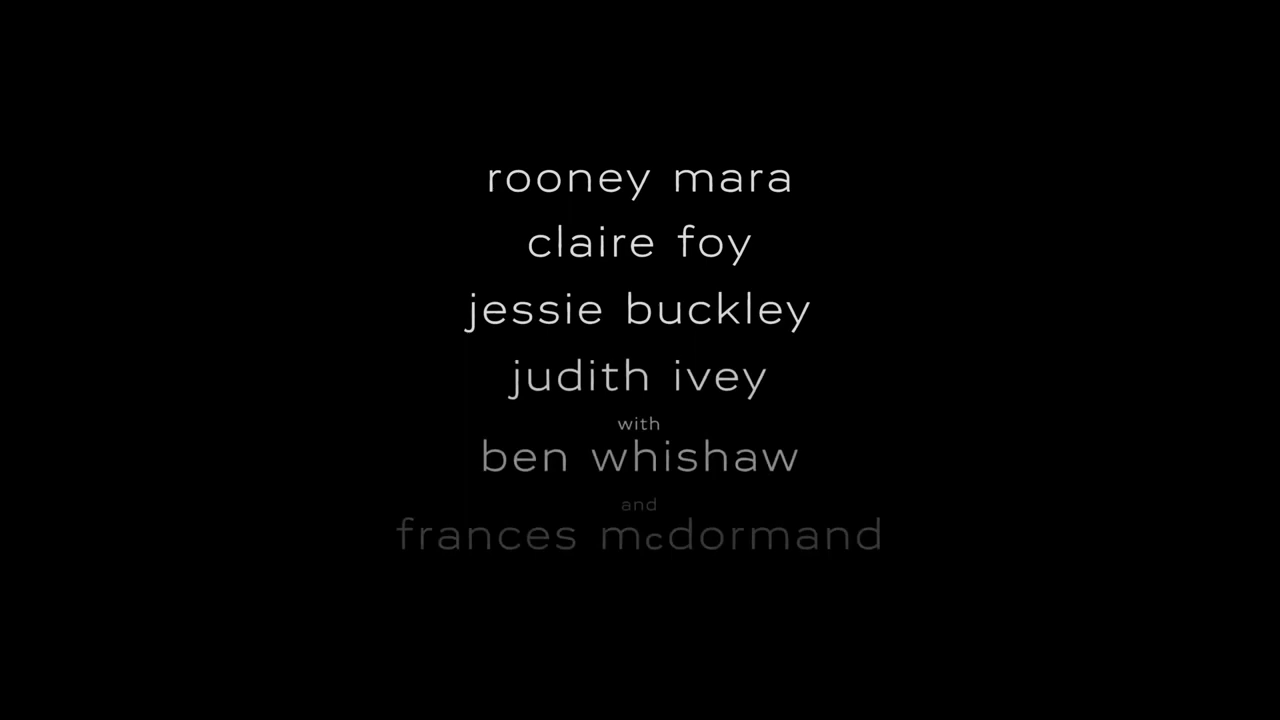 rooney mara
claire foy
jessie buckley
judith ivey
with
ben whishaw
and
frances mcdormand